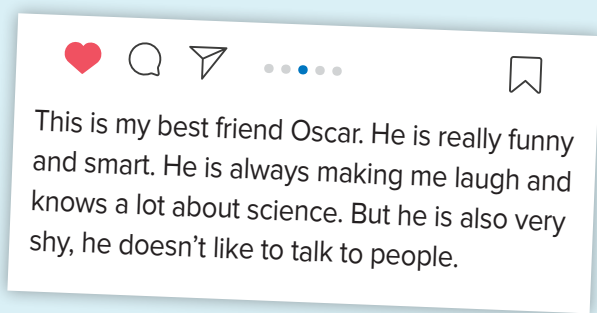 This is my best friend Oscar. He is really funny
and smart. He is always making me laugh and
knows a lot about science. But he is also very
shy, he doesn’t like to talk to people.